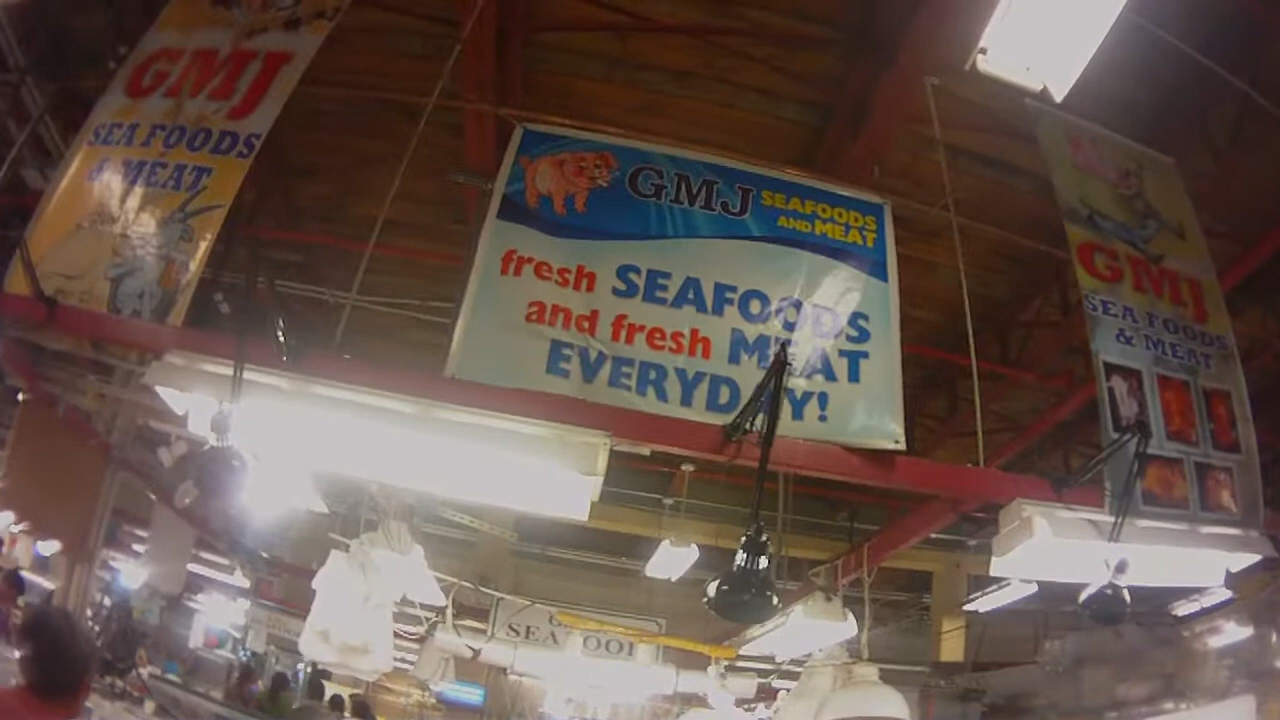 GMJ
SEA FOODS
& MEAT
GMJ SEAFOODS
AND MEAT
fresh SEAFOODS
and fresh MEAT
EVERYDAY!
GMJ
SEA FOODS
& MEAT
SEAFOOD